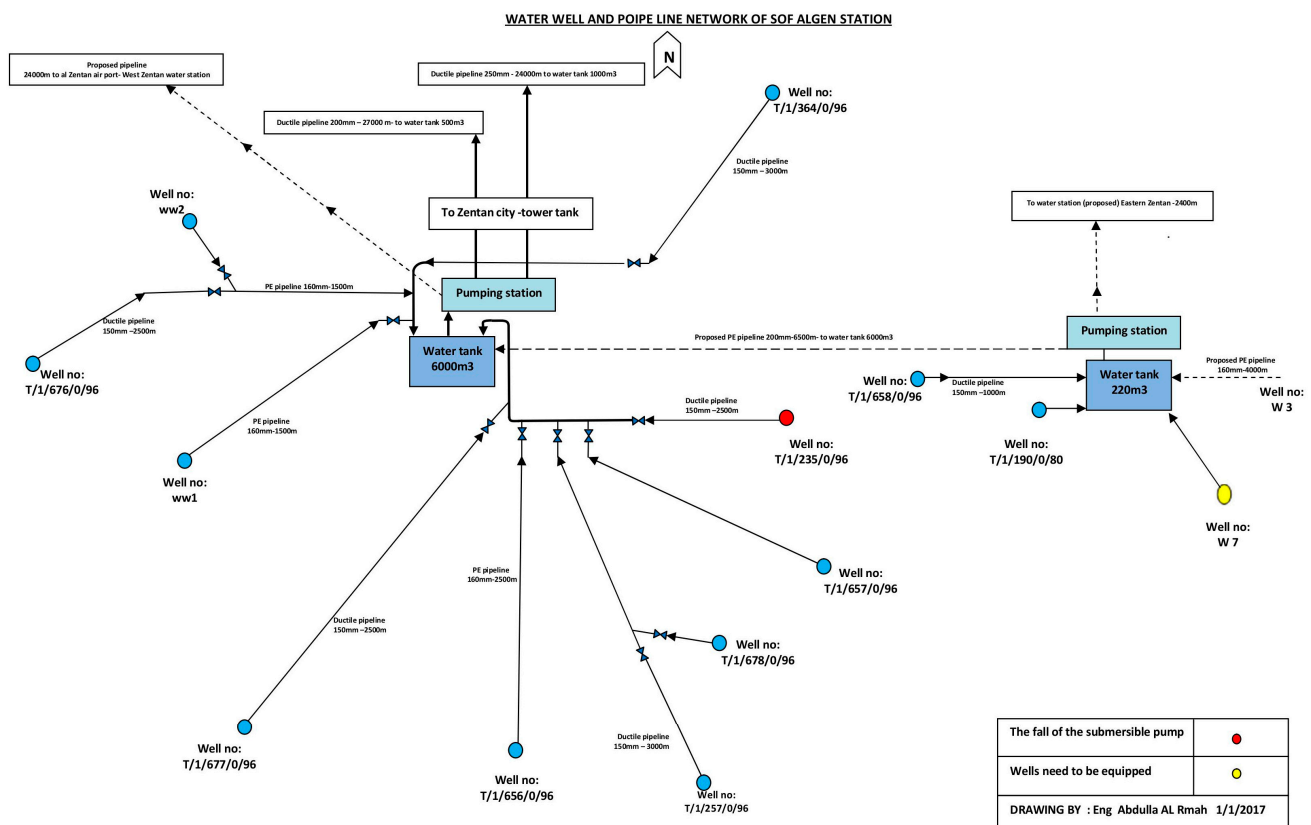 WATER WELL AND POIPE LINE NETWORK OF SOF ALGEN STATION
N
Proposed pipeline
24000m to al Zentan air port- West Zentan water station
Ductile pipeline 250mm - 24000m to water tank 1000m3
Ductile pipeline 200mm – 27000 m- to water tank 500m3
Well no:
T/1/364/0/96
Ductile pipeline
150mm –3000m
Well no:
ww2
To Zentan city -tower tank
To water station (proposed) Eastern Zentan -2400m
PE pipeline 160mm-1500m
Pumping station
Ductile pipeline
150mm –2500m
Well no:
T/1/676/0/96
Water tank
6000m3
Proposed PE pipeline 200mm-6500m- to water tank 6000m3
Pumping station
Water tank
220m3
Proposed PE pipeline
160mm-4000m
Well no:
W 3
Well no:
T/1/658/0/96
Ductile pipeline
150mm –1000m
Well no:
T/1/190/0/80
Ductile pipeline
150mm –2500m
Well no:
T/1/235/0/96
PE pipeline
160mm-1500m
Well no:
ww1
Well no:
W 7
PE pipeline
160mm-2500m
Well no:
T/1/657/0/96
Ductile pipeline
150mm –2500m
Well no:
T/1/678/0/96
Ductile pipeline
150mm – 3000m
Well no:
T/1/677/0/96
Well no:
T/1/656/0/96
Well no:
T/1/257/0/96
The fall of the submersible pump
Wells need to be equipped
DRAWING BY : Eng Abdulla AL Rmah 1/1/2017